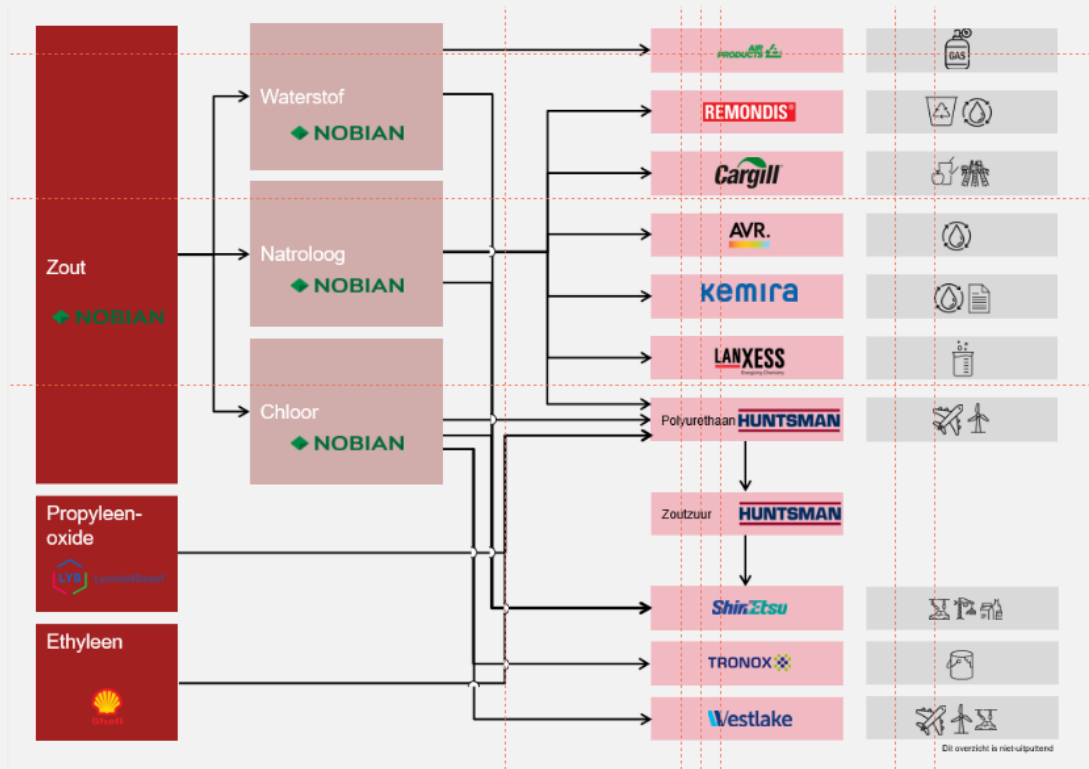 Zout
NOBIAN
Propyleen-
oxide
LYB
lyondellbasell
Ethyleen
Shell
Waterstof
NOBIAN
Natroloog
NOBIAN
Chloor
NOBIAN
AIR
PRODUCTS
GAS
REMONDIS®
Cargill
AVR.
kemira
LANXESS
Energizing Chemistry
Polyurethaan HUNTSMAN
Zoutzuur HUNTSMAN
ShinEtsu
TRONOX
Westlake
Dit overzicht is niet-uitputtend